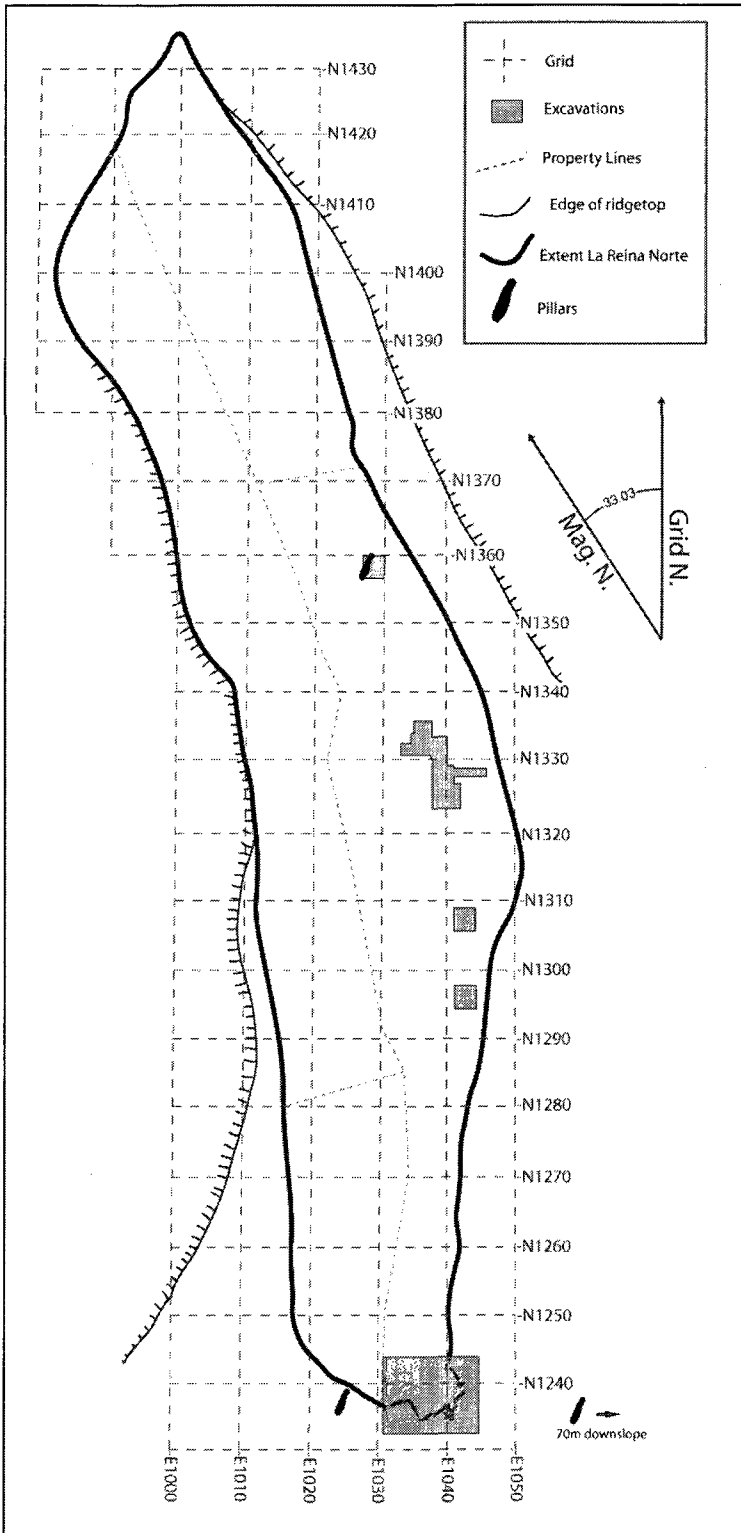 Grid
Excavations
Property Lines
Edge of ridgetop
Extent La Reina Norte
Pillars
N1430
N1420
N1410
N1400
N1390
N1380
N1370
N1360
N1350
N1340
N1330
N1320
N1310
N1300
N1290
N1280
N1270
N1260
N1250
N1240
33.03
Mag. N.
Grid N.
70m downslope
E1000
E1010
E1020
E1030
E1040
E1050